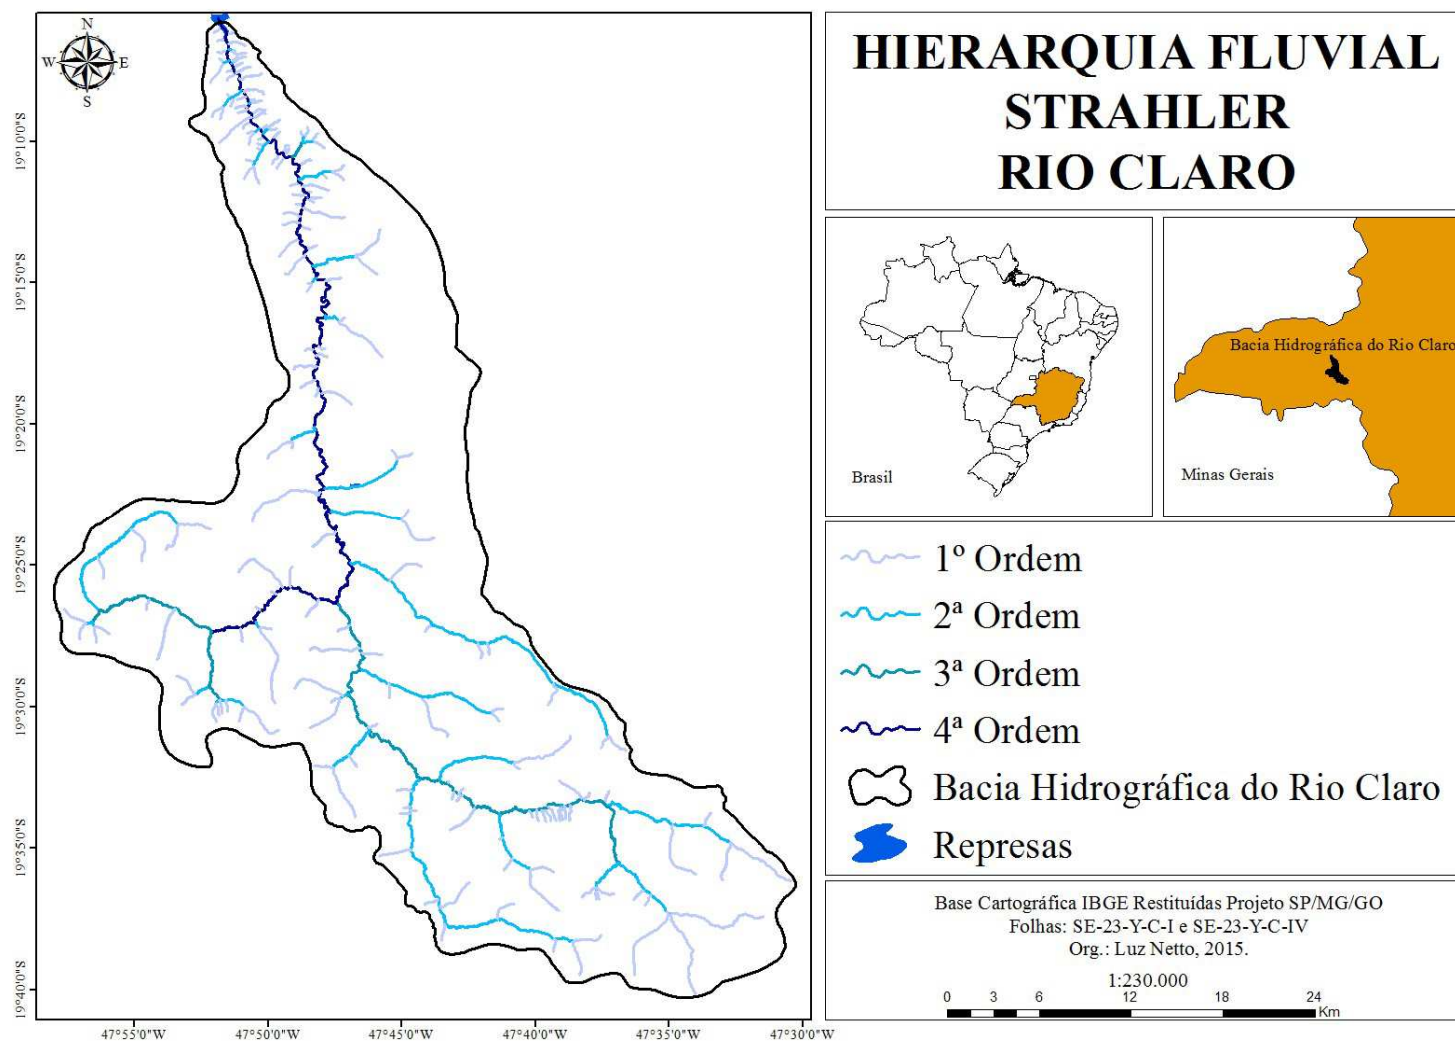 HIERARQUIA FLUVIAL
STRAHLER
RIO CLARO
N
W
E
S
19°10'0"S
19°15'0"S
19°20'0"S
19°25'0"S
19°30'0"S
19°35'0"S
19°40'0"S
47°55'0"W
47°50'0"W
47°45'0"W
47°40'0"W
47°35'0"W
47°30'0"W
Brasil
Bacia Hidrográfica do Rio Claro
Minas Gerais
1º Ordem
2ª Ordem
3ª Ordem
4ª Ordem
Bacia Hidrográfica do Rio Claro
Represas
Base Cartográfica IBGE Restituídas Projeto SP/MG/GO
Folhas: SE-23-Y-C-I e SE-23-Y-C-IV
Org.: Luz Netto, 2015.
1:230.000
0 3 6 12 18 24
Km